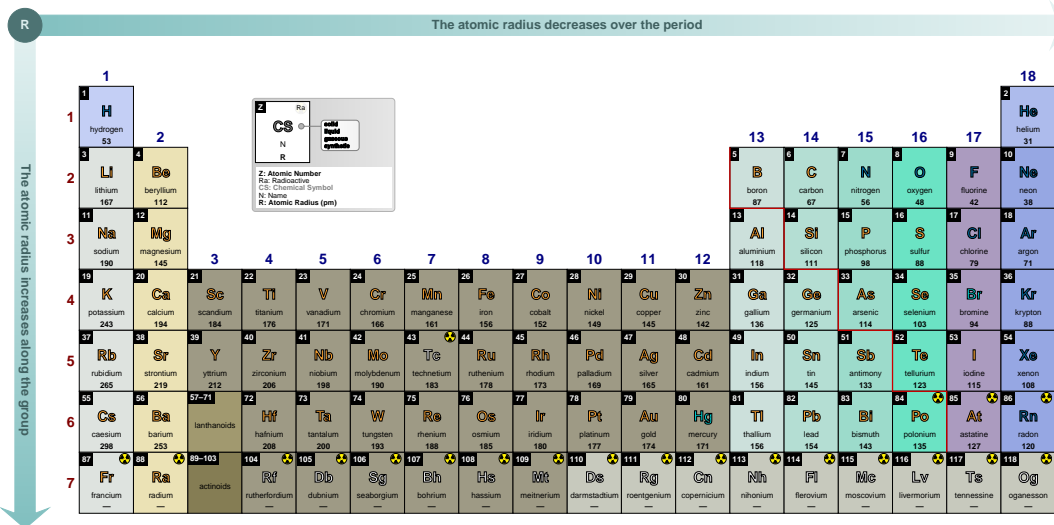 R
The atomic radius decreases over the period
The atomic radius increases along the group
1 18
1 H hydrogen 53
2 He helium 31
Z Ra
CS
N
R
solid
liquid
gaseous
synthetic
Z: Atomic Number
Ra: Radioactive
CS: Chemical Symbol
N: Name
R: Atomic Radius (pm)
1
2 13 14 15 16 17
2
3 Li lithium 167
4 Be beryllium 112
5 B boron 87
6 C carbon 67
7 N nitrogen 56
8 O oxygen 48
9 F fluorine 42
10 Ne neon 38
3
11 Na sodium 190
12 Mg magnesium 145
13 Al aluminium 118
14 Si silicon 111
15 P phosphorus 98
16 S sulfur 88
17 Cl chlorine 79
18 Ar argon 71
3 4 5 6 7 8 9 10 11 12
4
19 K potassium 243
20 Ca calcium 194
21 Sc scandium 184
22 Ti titanium 176
23 V vanadium 171
24 Cr chromium 166
25 Mn manganese 161
26 Fe iron 156
27 Co cobalt 152
28 Ni nickel 149
29 Cu copper 145
30 Zn zinc 142
31 Ga gallium 136
32 Ge germanium 125
33 As arsenic 114
34 Se selenium 103
35 Br bromine 94
36 Kr krypton 88
5
37 Rb rubidium 265
38 Sr strontium 219
39 Y yttrium 212
40 Zr zirconium 206
41 Nb niobium 198
42 Mo molybdenum 190
43 Tc technetium 183
44 Ru ruthenium 178
45 Rh rhodium 173
46 Pd palladium 169
47 Ag silver 165
48 Cd cadmium 161
49 In indium 156
50 Sn tin 145
51 Sb antimony 133
52 Te tellurium 123
53 I iodine 115
54 Xe xenon 108
6
55 Cs caesium 298
56 Ba barium 253
57–71 lanthanoids
72 Hf hafnium 208
73 Ta tantalum 200
74 W tungsten 193
75 Re rhenium 188
76 Os osmium 185
77 Ir iridium 180
78 Pt platinum 177
79 Au gold 174
80 Hg mercury 171
81 Tl thallium 156
82 Pb lead 154
83 Bi bismuth 143
84 Po polonium 135
85 At astatine 127
86 Rn radon 120
7
87 Fr francium —
88 Ra radium —
89–103 actinoids
104 Rf rutherfordium —
105 Db dubnium —
106 Sg seaborgium —
107 Bh bohrium —
108 Hs hassium —
109 Mt meitnerium —
110 Ds darmstadtium —
111 Rg roentgenium —
112 Cn copernicium —
113 Nh nihonium —
114 Fl flerovium —
115 Mc moscovium —
116 Lv livermorium —
117 Ts tennessine —
118 Og oganesson —